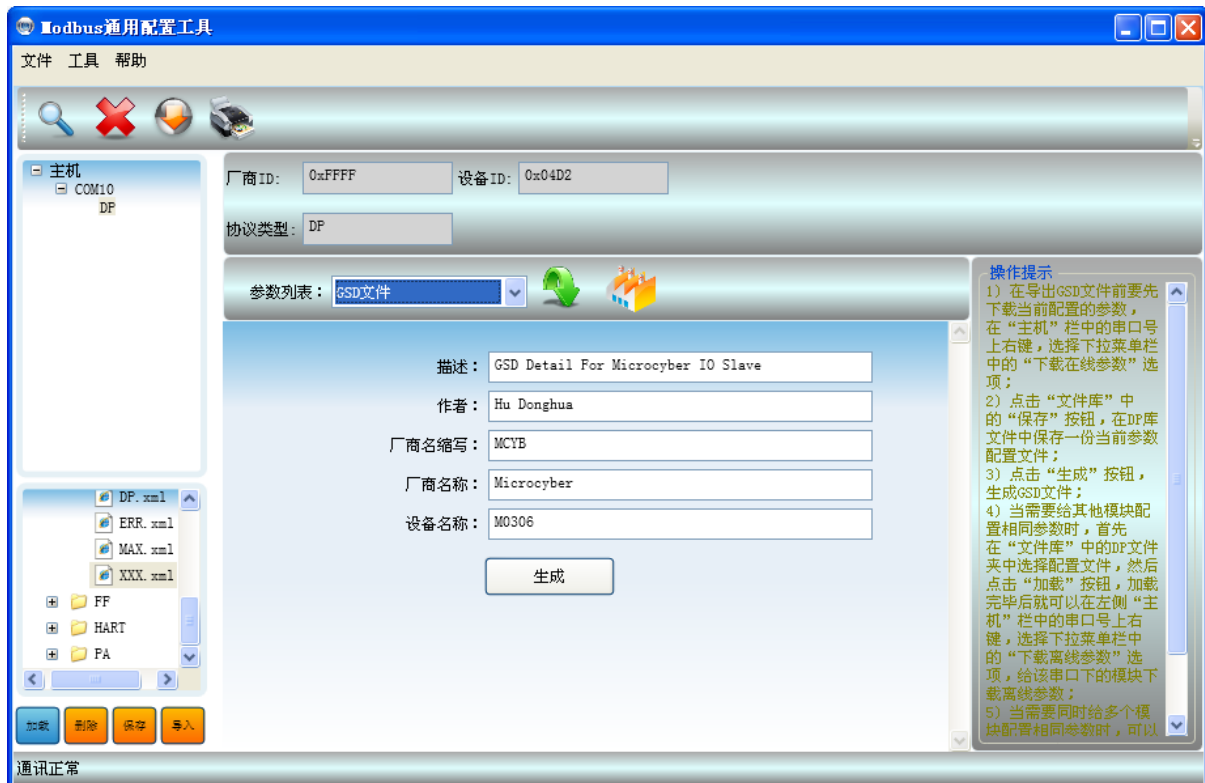 Modbus通用配置工具
文件 工具 帮助
主机
COM10
DP
厂商ID: 0xFFFF 设备ID: 0x04D2
协议类型: DP
参数列表： GSD文件
描述： GSD Detail For Microcyber IO Slave
作者： Hu Donghua
厂商名缩写： MCYB
厂商名称： Microcyber
设备名称： M0306
生成
DP.xml
ERR.xml
MAX.xml
XXX.xml
FF
HART
PA
加载 删除 保存 导入
操作提示
1）在导出GSD文件前要先
下载当前配置的参数，
在“主机”栏中的串口号
上右键，选择下拉菜单栏
中的“下载在线参数”选
项；
2）点击“文件库”中
的“保存”按钮，在DP库
文件中保存一份当前参数
配置文件；
3）点击“生成”按钮，
生成GSD文件；
4）当需要给其他模块配
置相同参数时，首先
在“文件库”中的DP文件
夹中选择配置文件，然后
点击“加载”按钮，加载
完毕后就可以在左侧“主
机”栏中的串口号上右
键，选择下拉菜单栏中
的“下载离线参数”选
项，给该串口下的模块下
载离线参数；
5）当需要同时给多个模
块配置相同参数时，可以
通讯正常